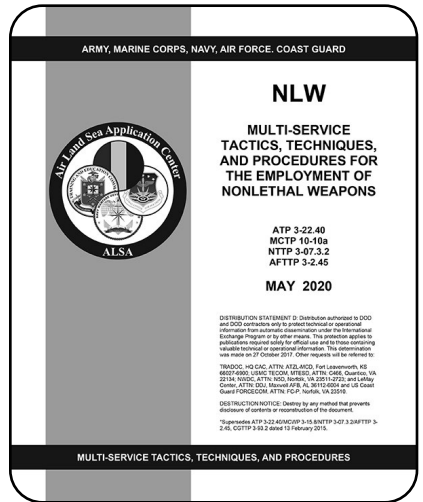 ARMY, MARINE CORPS, NAVY, AIR FORCE. COAST GUARD
NLW
MULTI-SERVICE
TACTICS, TECHNIQUES,
AND PROCEDURES FOR
THE EMPLOYMENT OF
NONLETHAL WEAPONS
Air Land Sea Application Center
ALSA
ATP 3-22.40
MCTP 10-10a
NTTP 3-07.3.2
AFTTP 3-2.45
MAY 2020
DISTRIBUTION STATEMENT D: Distribution authorized to DOD
and DOD contractors only to protect technical or operational
information from automatic dissemination under the International
Exchange Program or by other means. This protection applies to
publications required solely for official use and to those containing
valuable technical or operational information. This determination
was made on 27 October 2017. Other requests will be referred to:
TRADOC, HQ CAC, ATTN: ATZL-MCD, Fort Leavenworth, KS
66027-6900; USMC TECOM, MTESD, ATTN: C466, Quantico, VA
22134; NWDC, ATTN: N5D, Norfolk, VA 23511-2723; and LeMay
Center, ATTN: DDJ, Maxwell AFB, AL 36112-6004 and US Coast
Guard FORCECOM, ATTN: FC-P, Norfolk, VA 23510.
DESTRUCTION NOTICE: Destroy by any method that prevents
disclosure of contents or reconstruction of the document.
*Supersedes ATP 3-22.40/MCWP 3-15.8/NTTP 3-07.3.2/AFTTP 3-
2.45, CGTTP 3-93.2 dated 13 February 2015.
MULTI-SERVICE TACTICS, TECHNIQUES, AND PROCEDURES